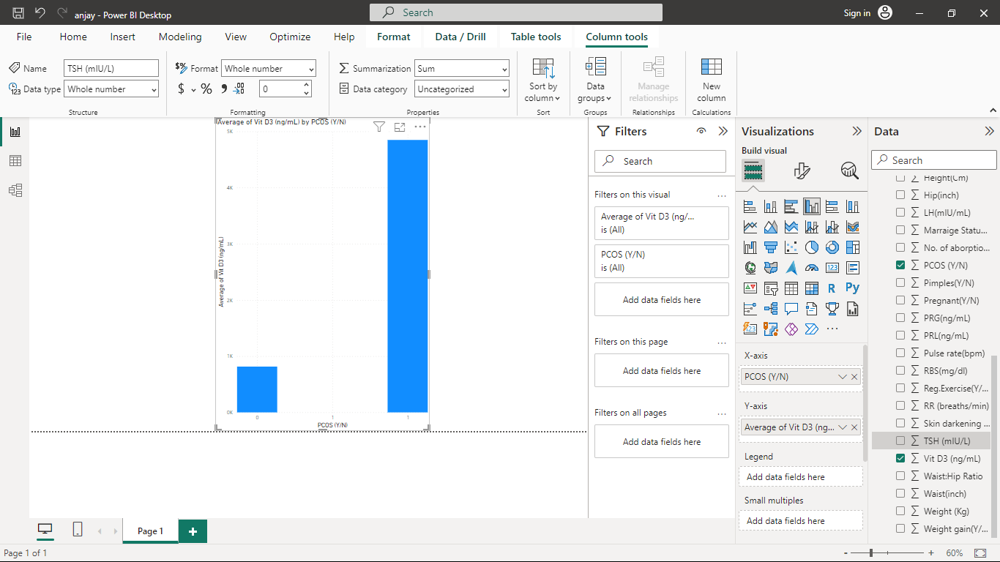 anjay - Power BI Desktop
Search
Sign in
File
Home
Insert
Modeling
View
Optimize
Help
Format
Data / Drill
Table tools
Column tools
Name
TSH (mIU/L)
Data type
Whole number
Structure
Format
Whole number
$
%
0
Formatting
Summarization
Sum
Data category
Uncategorized
Properties
Sort by
column
Sort
Data
groups
Groups
Manage
relationships
Relationships
New
column
Calculations
Average of Vit D3 (ng/mL) by PCOS (Y/N)
Average of Vit D3 (ng/mL)
5K
4K
3K
2K
1K
0K
0
1
1
PCOS (Y/N)
Filters
Search
Filters on this visual
Average of Vit D3 (ng/...
is (All)
PCOS (Y/N)
is (All)
Add data fields here
Filters on this page
Add data fields here
Filters on all pages
Add data fields here
Visualizations
Build visual
123
R
Py
123
X-axis
PCOS (Y/N)
Y-axis
Average of Vit D3 (ng...
Legend
Add data fields here
Small multiples
Add data fields here
Data
Search
Height(Cm)
Hip(inch)
LH(mIU/mL)
Marraige Statu...
No. of aborptio...
PCOS (Y/N)
Pimples(Y/N)
Pregnant(Y/N)
PRG(ng/mL)
PRL(ng/mL)
Pulse rate(bpm)
RBS(mg/dl)
Reg.Exercise(Y/...
RR (breaths/min)
Skin darkening ...
TSH (mIU/L)
Vit D3 (ng/mL)
Waist:Hip Ratio
Waist(inch)
Weight (Kg)
Weight gain(Y/...
Page 1
Page 1 of 1
60%